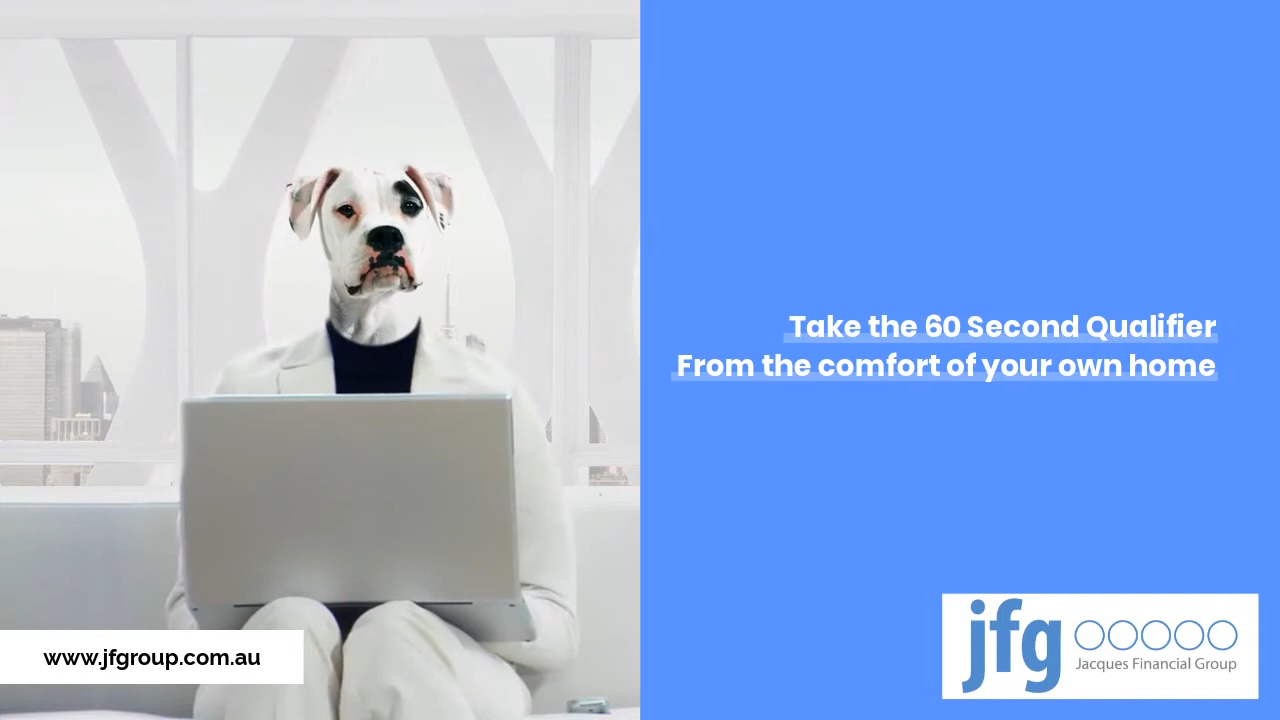 Take the 60 Second Qualifier
From the comfort of your own home
www.jfgroup.com.au
jfg
Jacques Financial Group